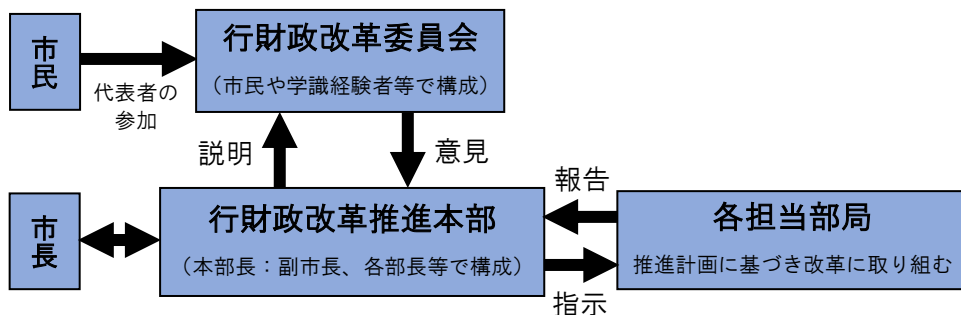 市民
代表者の
参加
行財政改革委員会
（市民や学識経験者等で構成）
説明
意見
市長
行財政改革推進本部
（本部長：副市長、各部長等で構成）
報告
指示
各担当部局
推進計画に基づき改革に取り組む